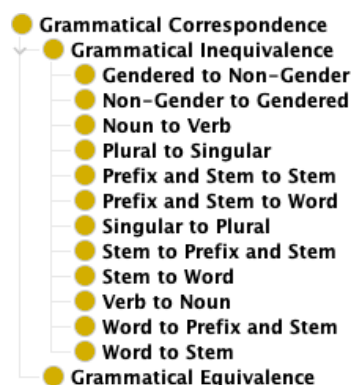 Grammatical Correspondence
Grammatical Inequivalence
Gendered to Non-Gender
Non-Gender to Gendered
Noun to Verb
Plural to Singular
Prefix and Stem to Stem
Prefix and Stem to Word
Singular to Plural
Stem to Prefix and Stem
Stem to Word
Verb to Noun
Word to Prefix and Stem
Word to Stem
Grammatical Equivalence